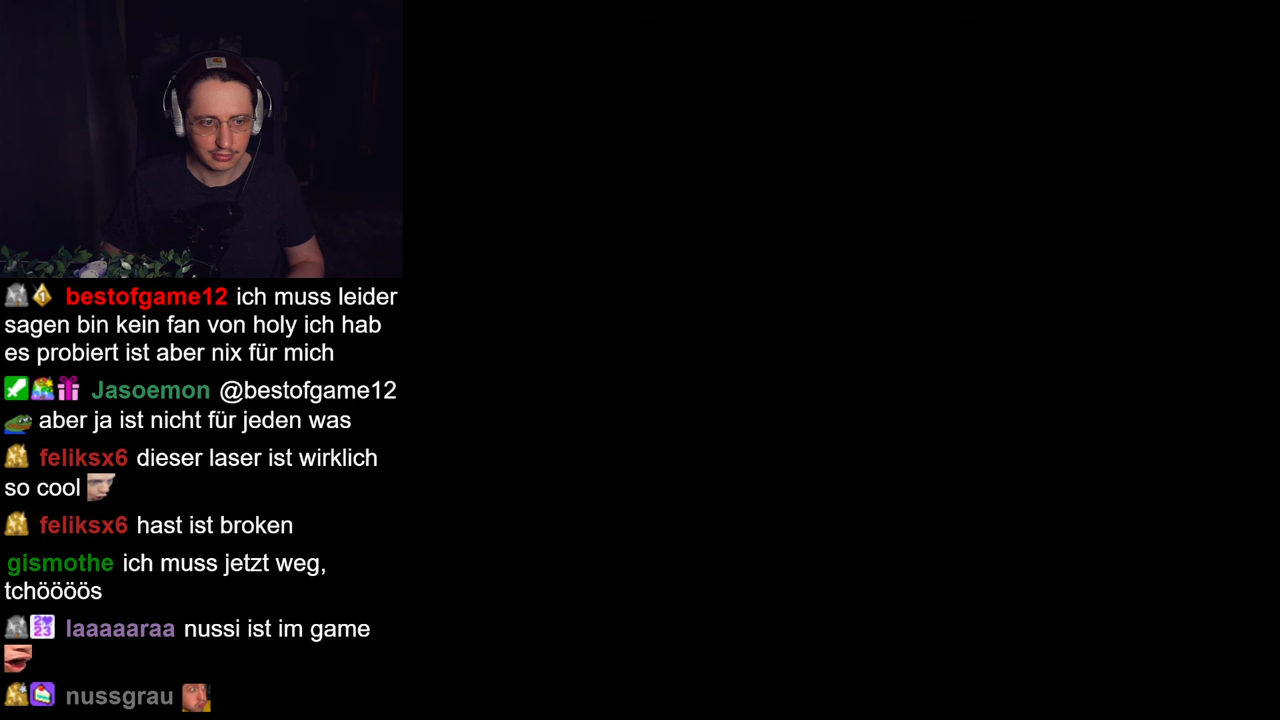 bestofgame12 ich muss leider
sagen bin kein fan von holy ich hab
es probiert ist aber nix für mich
Jasoemon @bestofgame12
aber ja ist nicht für jeden was
feliksx6 dieser laser ist wirklich
so cool
feliksx6 hast ist broken
gismothe ich muss jetzt weg,
tchöööös
laaaaaraa nussi ist im game
nussgrau